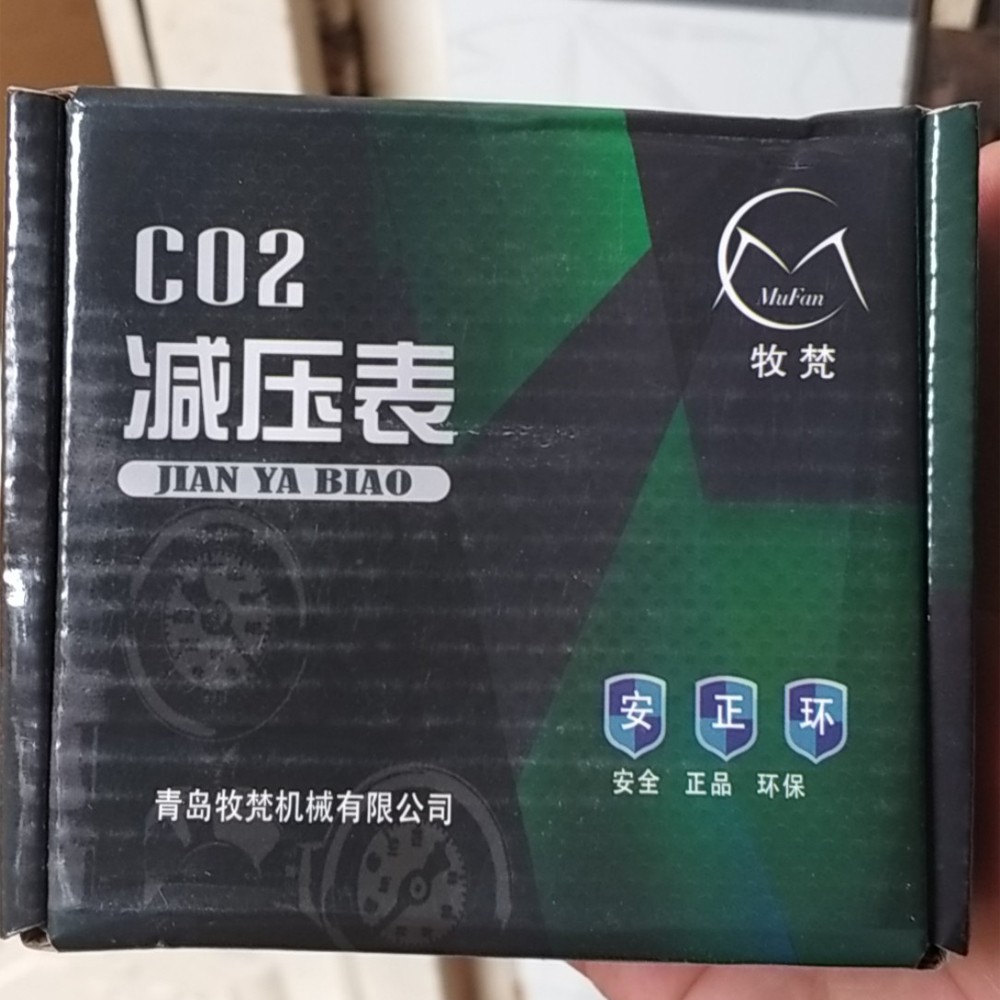 CO2
减压表
JIAN YA BIAO
MuFan
牧梵
安 正 环
安全 正品 环保
青岛牧梵机械有限公司